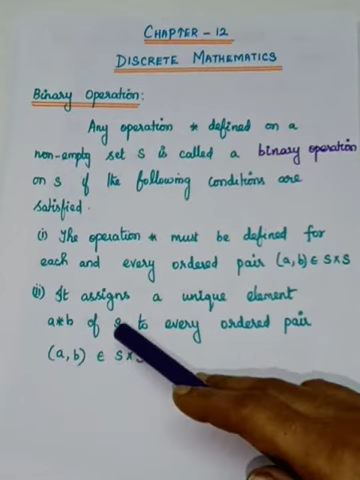 CHAPTER - 12
DISCRETE MATHEMATICS
Binary Operation:
Any operation * defined on a
non-empty set S is called a binary operation
on S if the following conditions are
satisfied.
(i) The operation * must be defined for
each and every ordered pair (a, b) ∈ S×S
(ii) It assigns a unique element
a*b of S to every ordered pair
(a, b) ∈ S×S